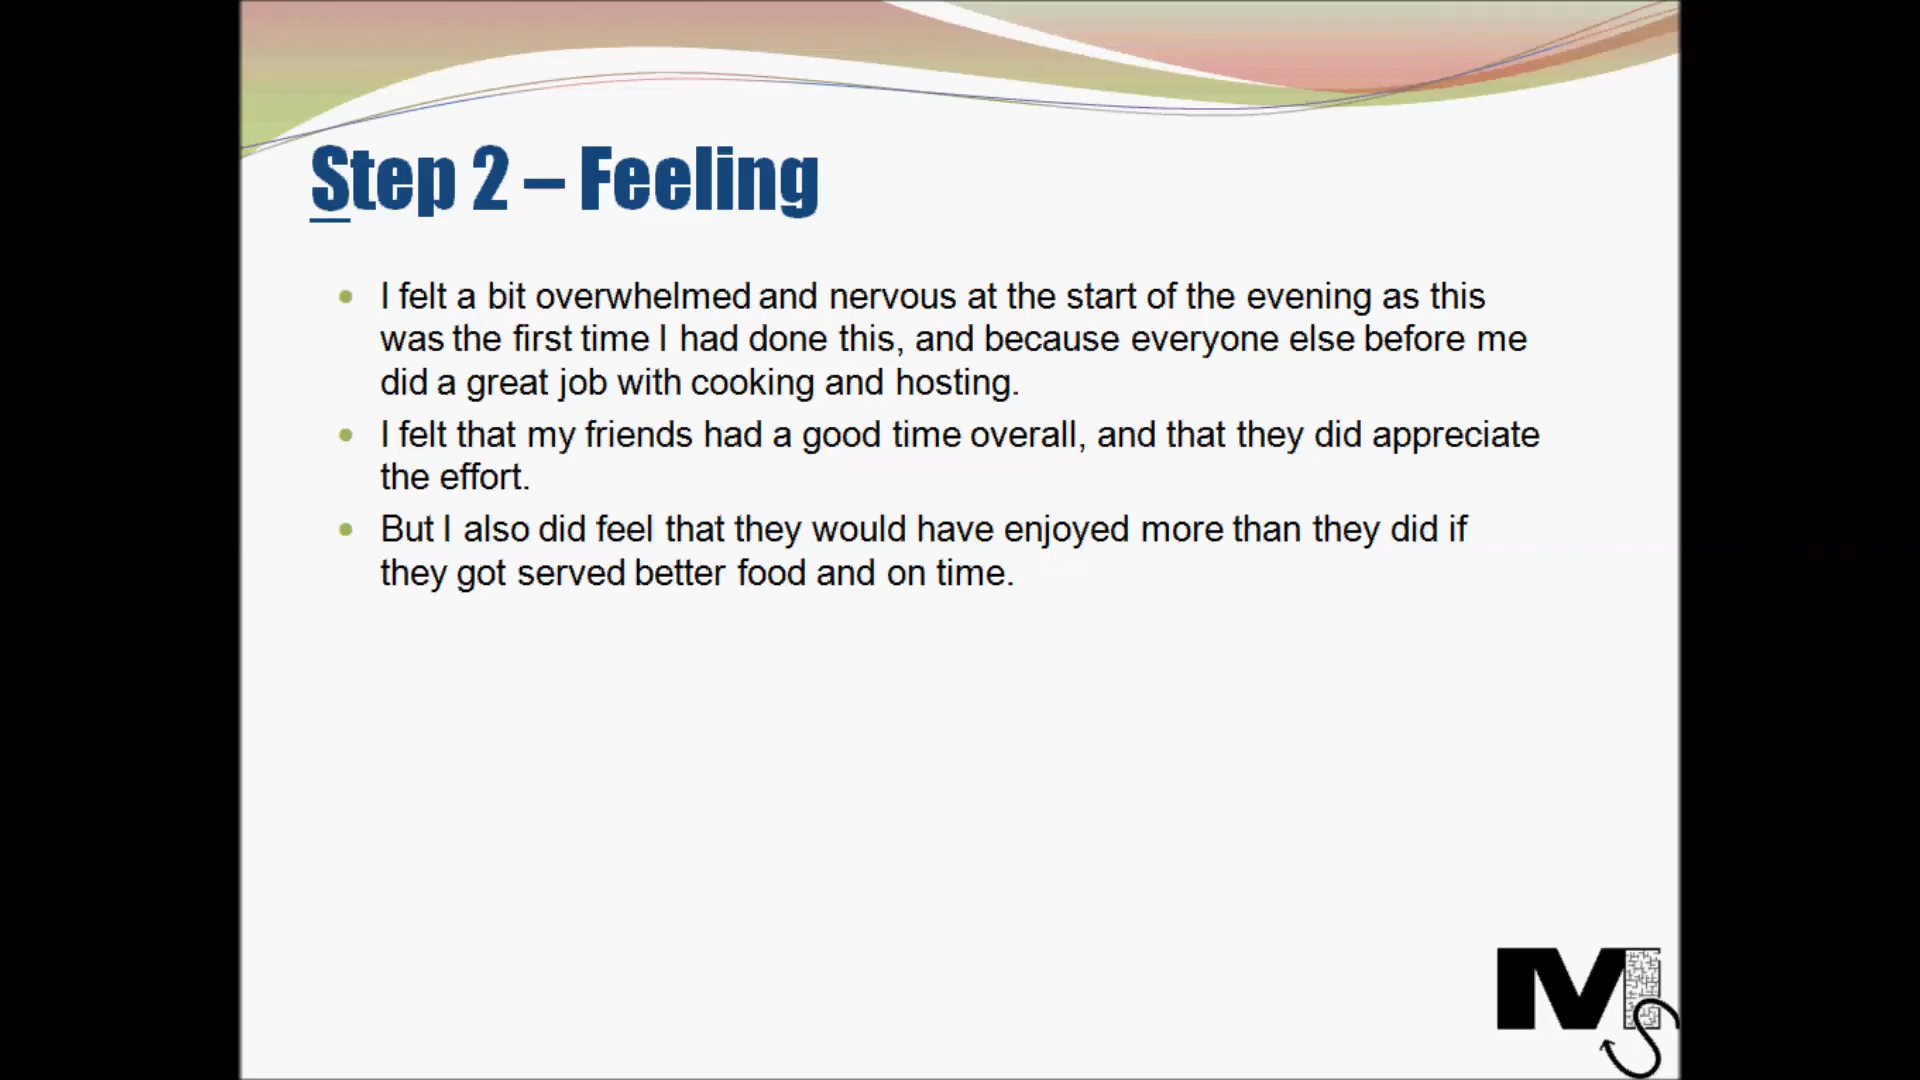 Step 2 – Feeling
• I felt a bit overwhelmed and nervous at the start of the evening as this
was the first time I had done this, and because everyone else before me
did a great job with cooking and hosting.
• I felt that my friends had a good time overall, and that they did appreciate
the effort.
• But I also did feel that they would have enjoyed more than they did if
they got served better food and on time.
MS